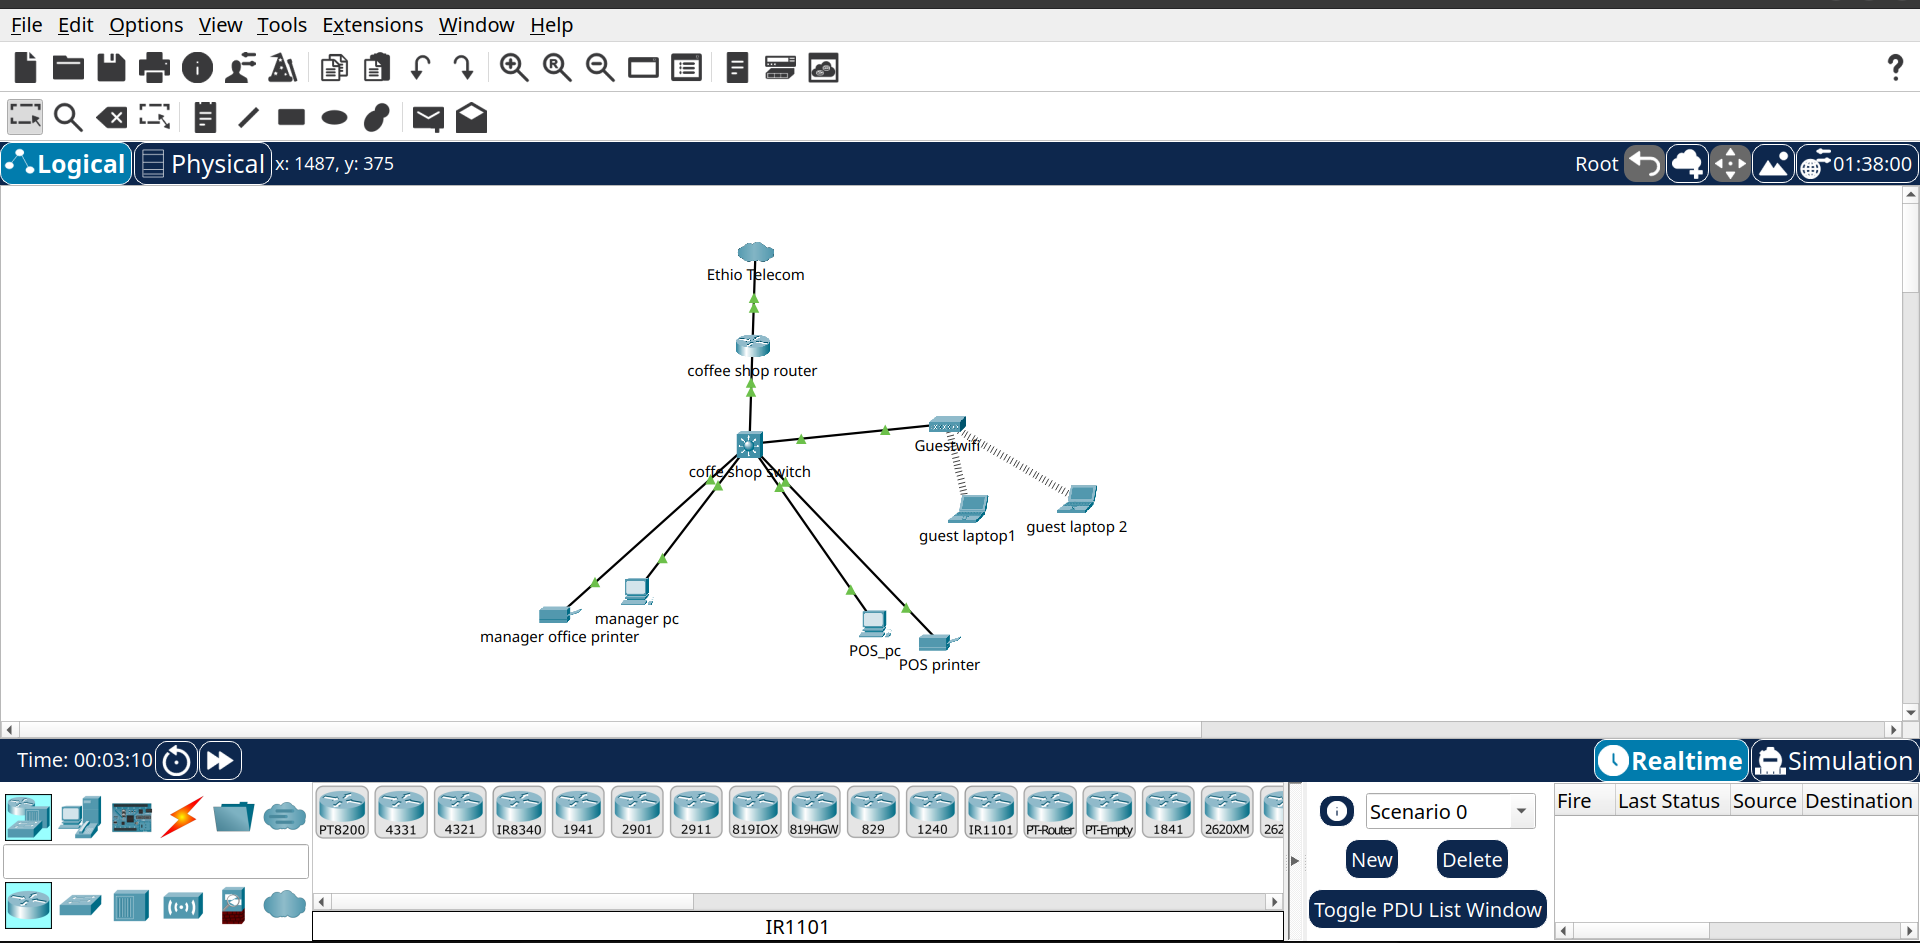 File Edit Options View Tools Extensions Window Help
?
Logical Physical x: 1487, y: 375 Root 01:38:00
Ethio Telecom
coffee shop router
Guestwifi
coffe shop switch
guest laptop 2
guest laptop1
manager pc
manager office printer
POS_pc
POS printer
Time: 00:03:10 Realtime Simulation
PT8200 4331 4321 IR8340 1941 2901 2911 819IOX 819HGW 829 1240 IR1101 PT-Router PT-Empty 1841 2620XM 262
Scenario 0
New Delete
Toggle PDU List Window
Fire Last Status Source Destination
IR1101